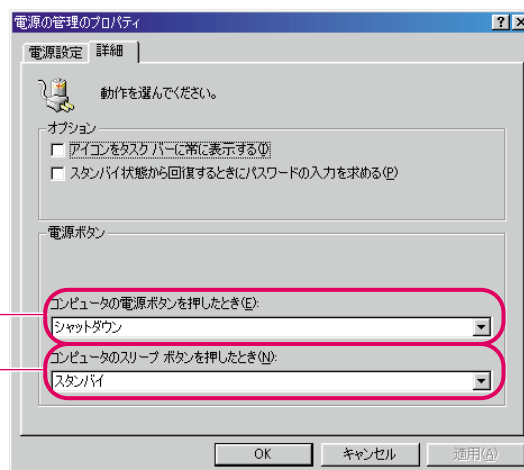 電源の管理のプロパティ
電源設定 詳細
動作を選んでください。
オプション
アイコンをタスク バーに常に表示する(I)
スタンバイ状態から回復するときにパスワードの入力を求める(P)
電源ボタン
コンピュータの電源ボタンを押したとき(E):
シャットダウン
コンピュータのスリープ ボタンを押したとき(N):
スタンバイ
OK キャンセル 適用(A)